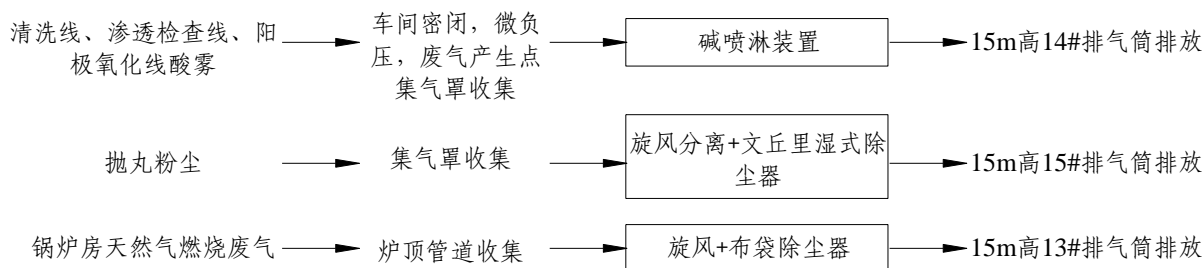 清洗线、渗透检查线、阳
极氧化线酸雾
车间密闭，微负
压，废气产生点
集气罩收集
碱喷淋装置
15m高14#排气筒排放
抛丸粉尘
集气罩收集
旋风分离+文丘里湿式除
尘器
15m高15#排气筒排放
锅炉房天然气燃烧废气
炉顶管道收集
旋风+布袋除尘器
15m高13#排气筒排放